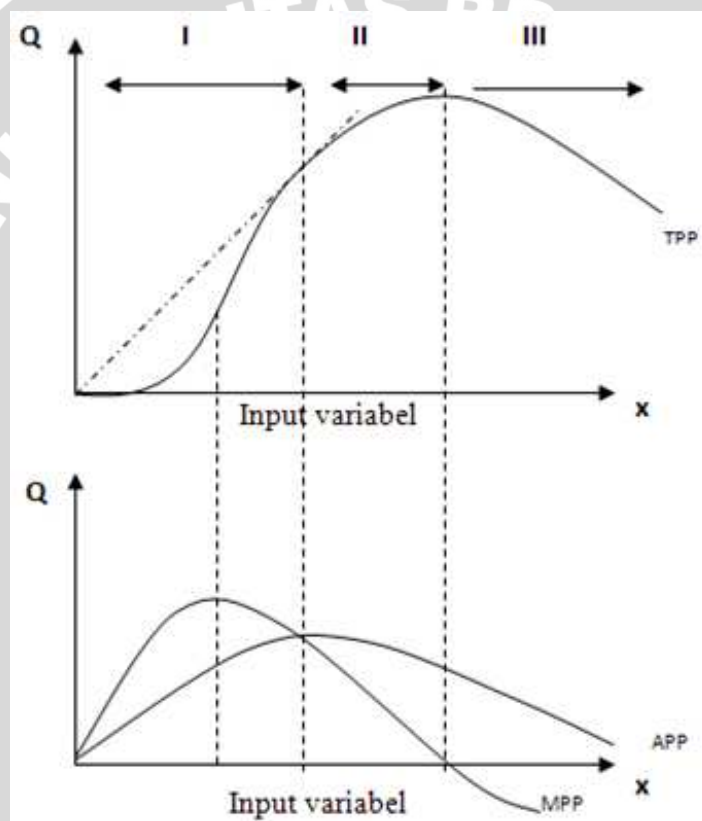 Q
I II III
TPP
Input variabel
x
Q
APP
x
Input variabel
MPP